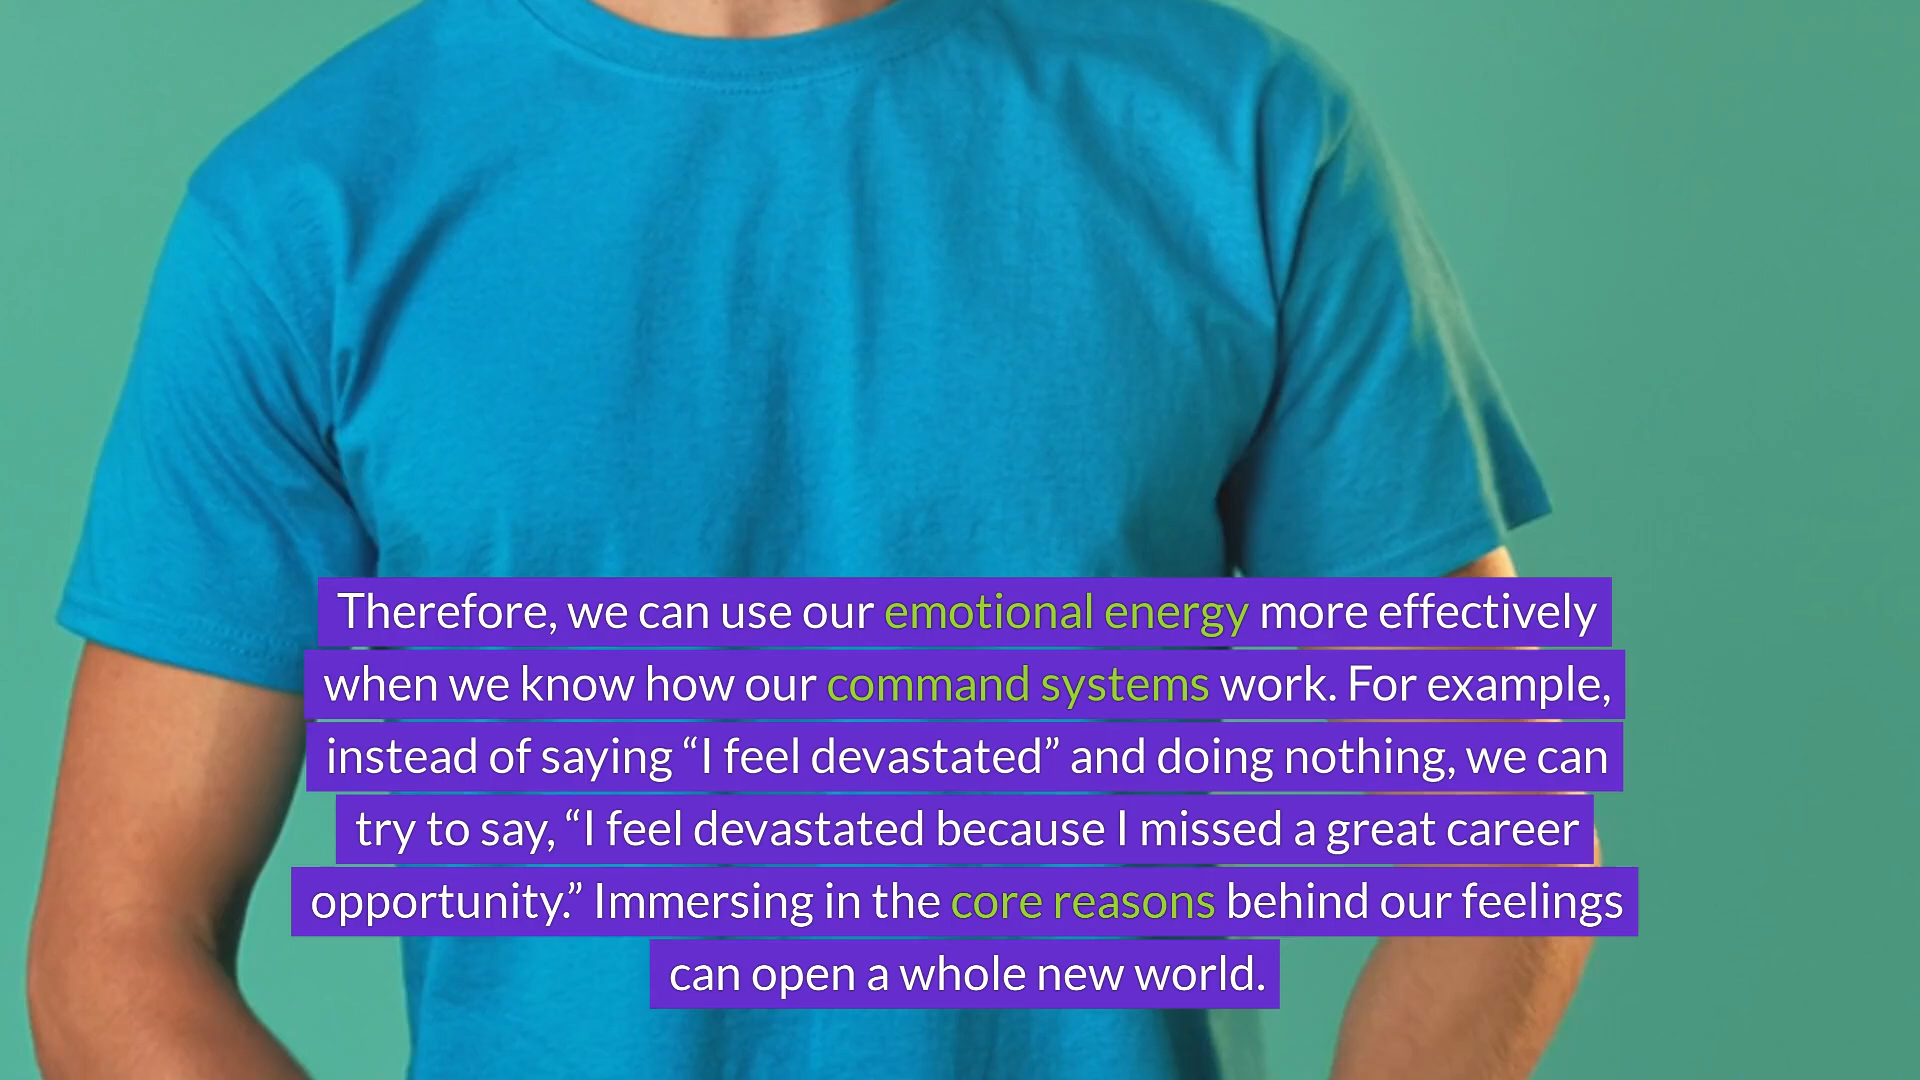 Therefore, we can use our emotional energy more effectively
when we know how our command systems work. For example,
instead of saying “I feel devastated” and doing nothing, we can
try to say, “I feel devastated because I missed a great career
opportunity.” Immersing in the core reasons behind our feelings
can open a whole new world.